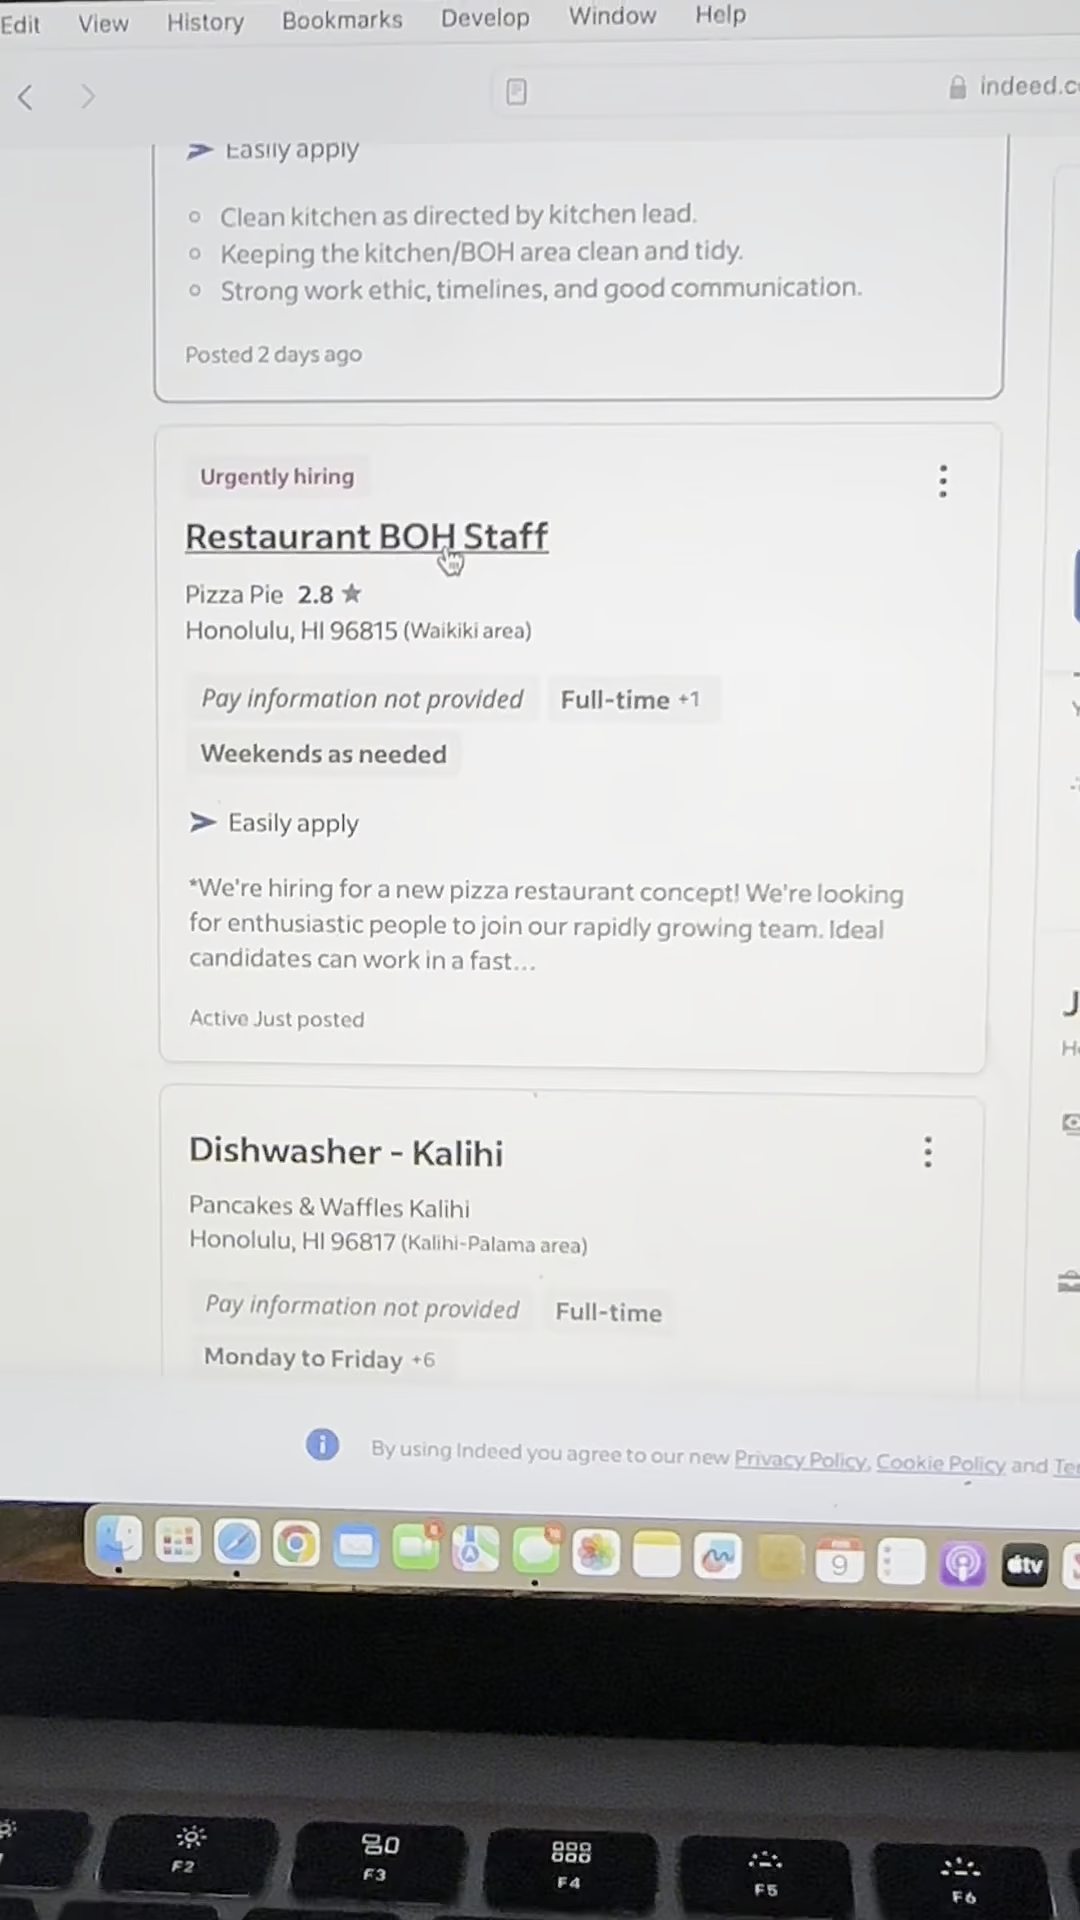 Edit View History Bookmarks Develop Window Help
indeed.c
Easily apply
Clean kitchen as directed by kitchen lead.
Keeping the kitchen/BOH area clean and tidy.
Strong work ethic, timelines, and good communication.
Posted 2 days ago
Urgently hiring
Restaurant BOH Staff
Pizza Pie 2.8 ★
Honolulu, HI 96815 (Waikiki area)
Pay information not provided Full-time +1
Weekends as needed
Easily apply
*We're hiring for a new pizza restaurant concept! We're looking
for enthusiastic people to join our rapidly growing team. Ideal
candidates can work in a fast...
Active Just posted
Dishwasher - Kalihi
Pancakes & Waffles Kalihi
Honolulu, HI 96817 (Kalihi-Palama area)
Pay information not provided Full-time
Monday to Friday +6
By using Indeed you agree to our new Privacy Policy, Cookie Policy and Te
9
tv
F2 F3 F4 F5 F6